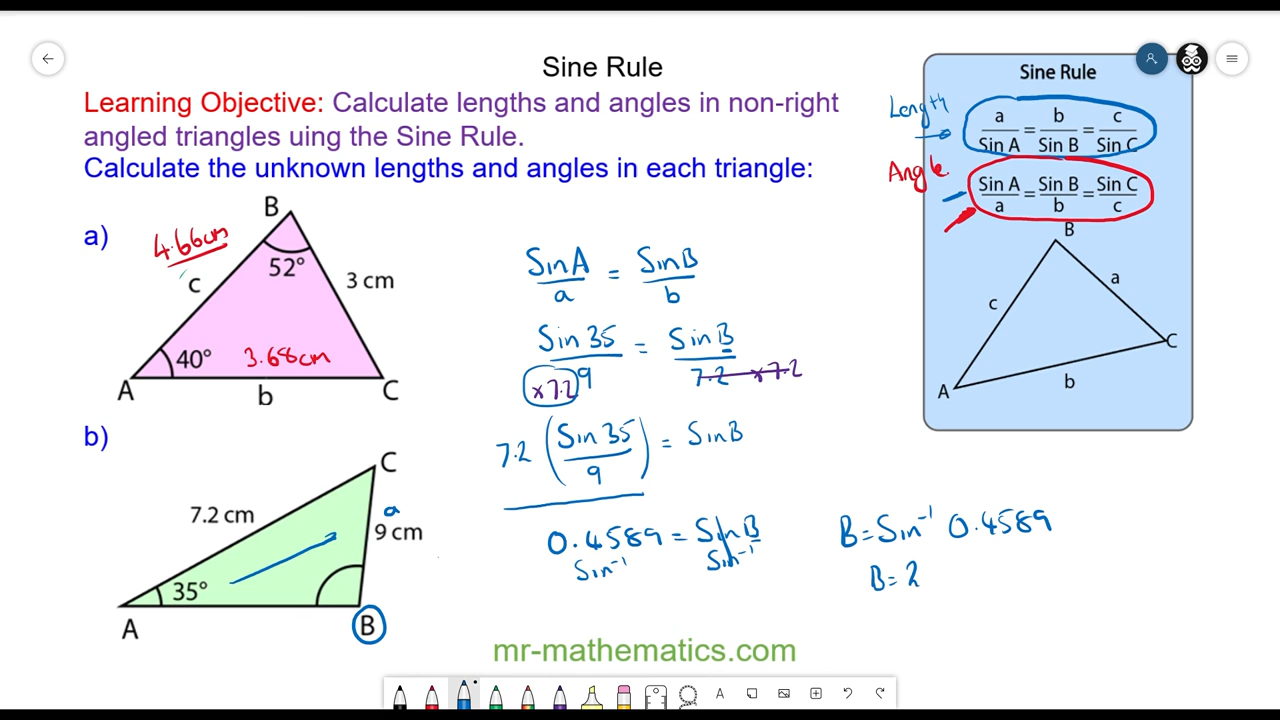 Sine Rule
Learning Objective: Calculate lengths and angles in non-right
angled triangles uing the Sine Rule.
Calculate the unknown lengths and angles in each triangle:
a)
B
4.66cm
52°
c
3 cm
40°
3.68cm
A
b
C
b)
C
7.2 cm
a
9 cm
35°
A
B
Sin A / a = Sin B / b
Sin 35 / 9 = Sin B / 7.2
×7.2
×7.2
7.2 (Sin 35 / 9) = Sin B
0.4589 = Sin B
Sin⁻¹ Sin⁻¹
B = Sin⁻¹ 0.4589
B = 2
Sine Rule
Length
a / Sin A = b / Sin B = c / Sin C
Angle
Sin A / a = Sin B / b = Sin C / c
B
a
c
C
A
b
mr-mathematics.com
A